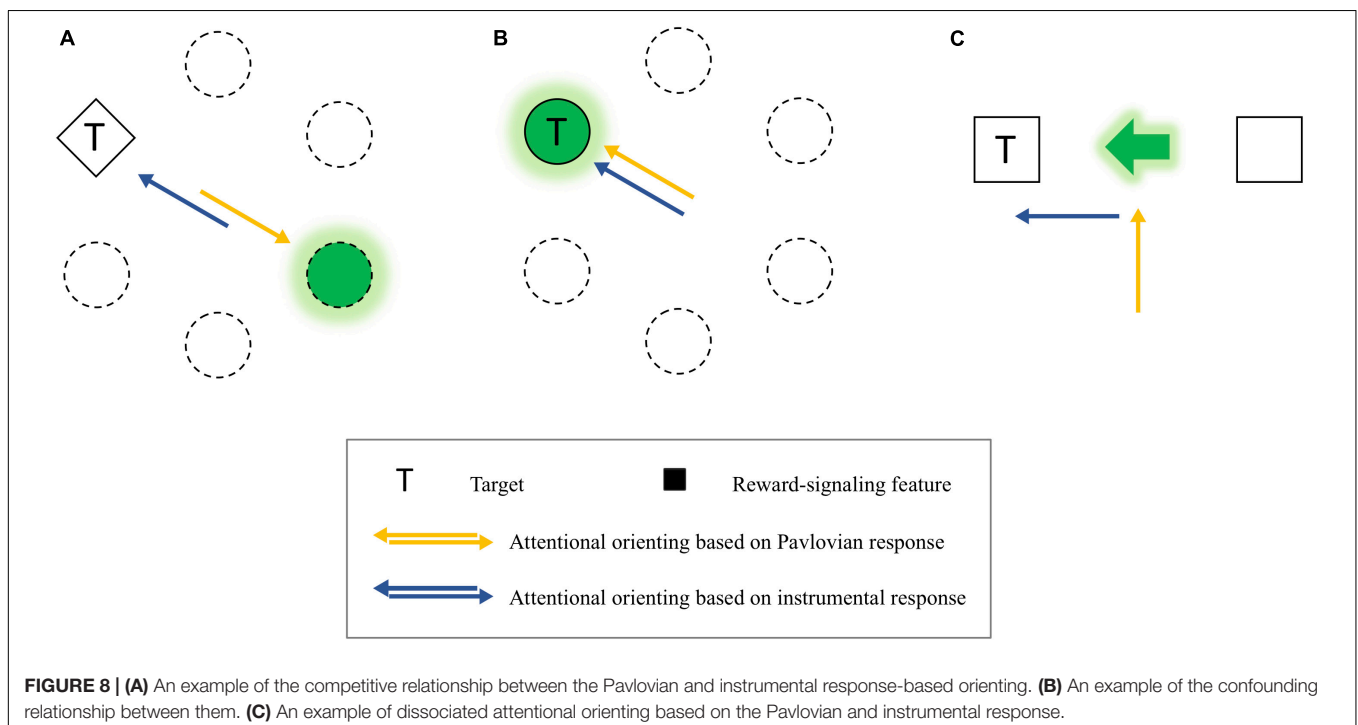 A
B
C
T
T
T
T Target
Reward-signaling feature
Attentional orienting based on Pavlovian response
Attentional orienting based on instrumental response
FIGURE 8 | (A) An example of the competitive relationship between the Pavlovian and instrumental response-based orienting. (B) An example of the confounding
relationship between them. (C) An example of dissociated attentional orienting based on the Pavlovian and instrumental response.